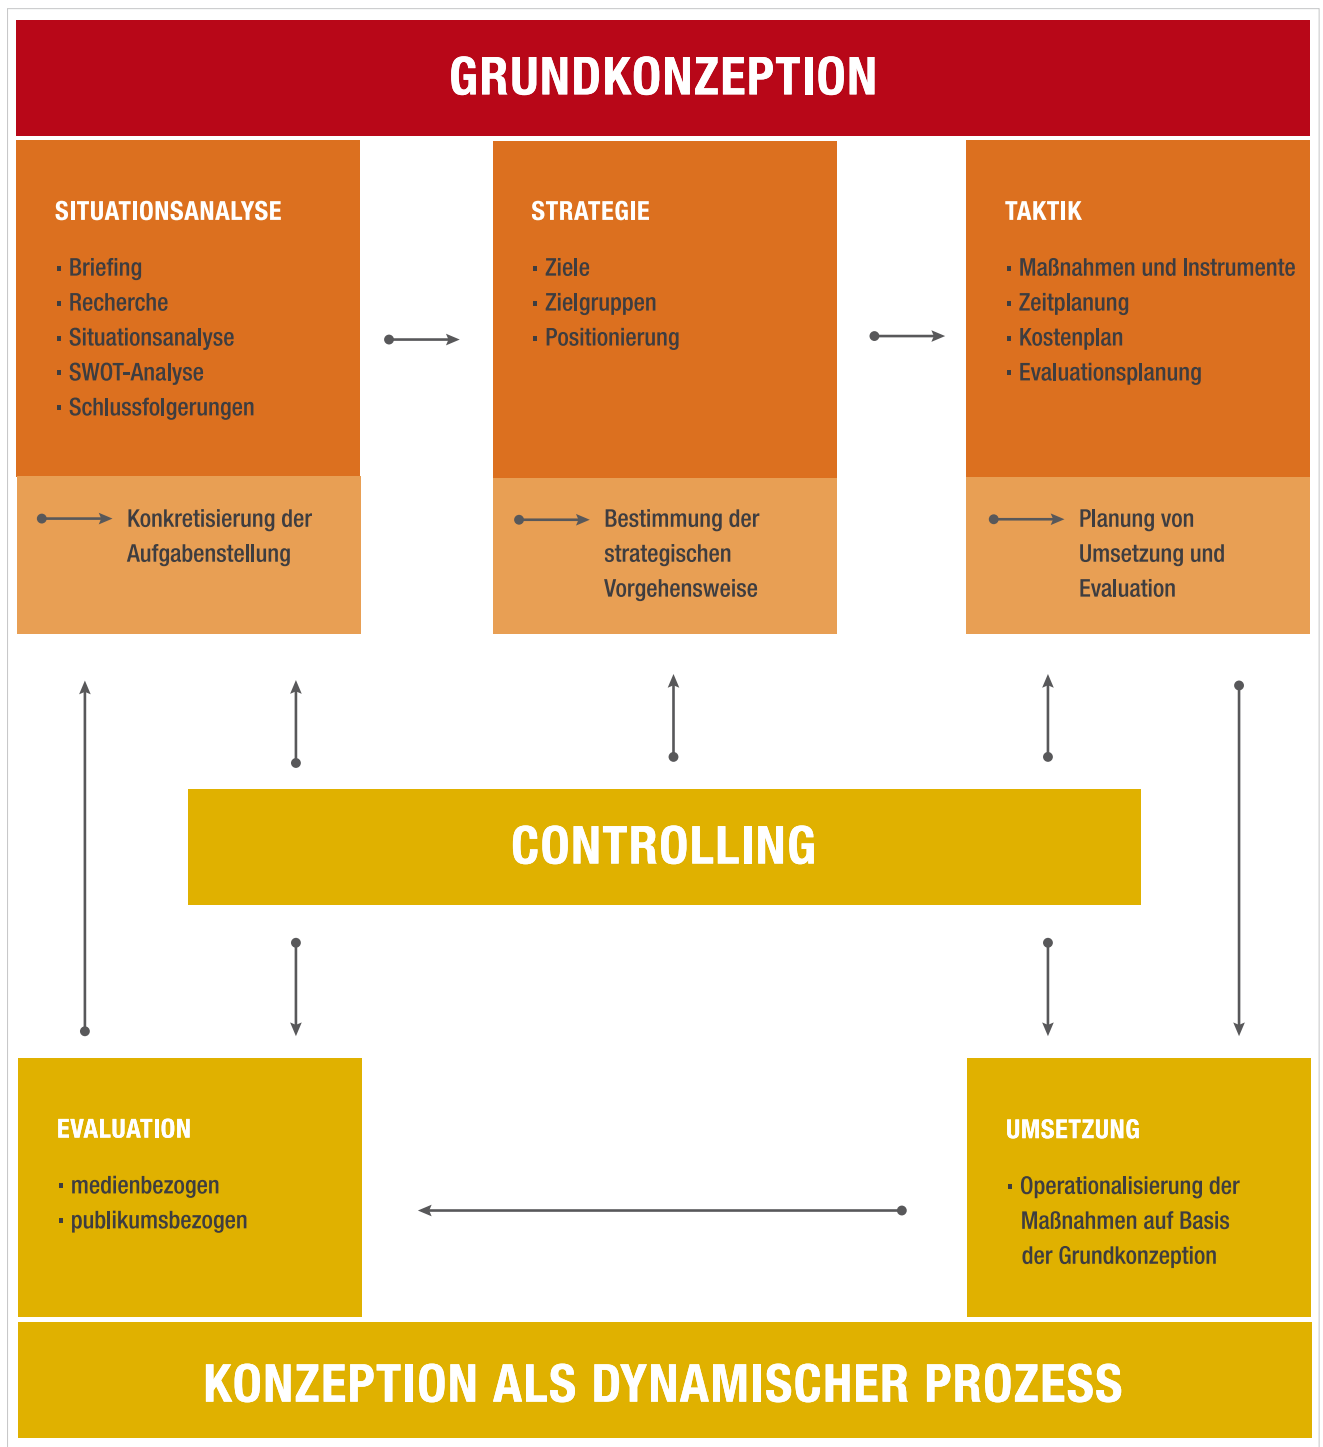 GRUNDKONZEPTION
SITUATIONSANALYSE
· Briefing
· Recherche
· Situationsanalyse
· SWOT-Analyse
· Schlussfolgerungen
Konkretisierung der
Aufgabenstellung
STRATEGIE
· Ziele
· Zielgruppen
· Positionierung
Bestimmung der
strategischen
Vorgehensweise
TAKTIK
· Maßnahmen und Instrumente
· Zeitplanung
· Kostenplan
· Evaluationsplanung
Planung von
Umsetzung und
Evaluation
CONTROLLING
EVALUATION
· medienbezogen
· publikumsbezogen
UMSETZUNG
· Operationalisierung der
Maßnahmen auf Basis
der Grundkonzeption
KONZEPTION ALS DYNAMISCHER PROZESS